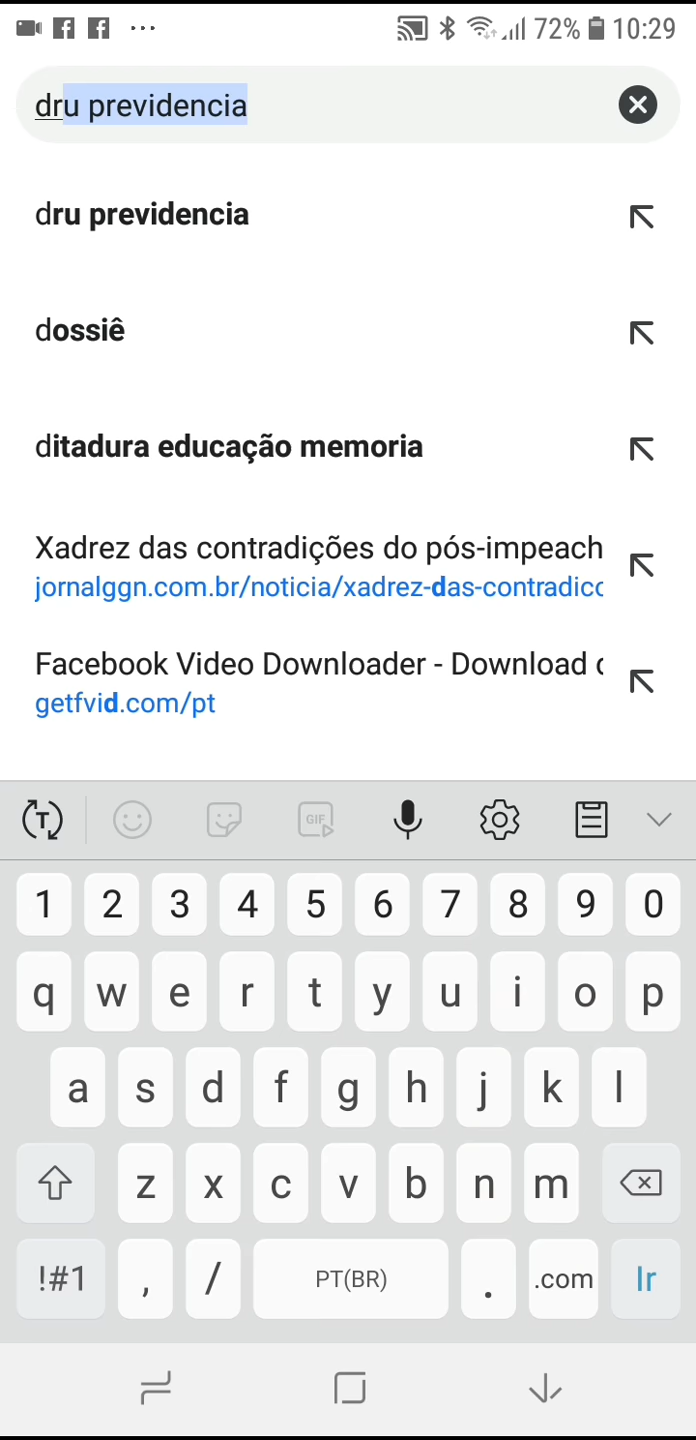 72% 10:29
dru previdencia
dru previdencia
dossiê
ditadura educação memoria
Xadrez das contradições do pós-impeach
jornalggn.com.br/noticia/xadrez-das-contradicc
Facebook Video Downloader - Download c
getfvid.com/pt
T GIF
1 2 3 4 5 6 7 8 9 0
q w e r t y u i o p
a s d f g h j k l
z x c v b n m
!#1 , / PT(BR) . .com Ir